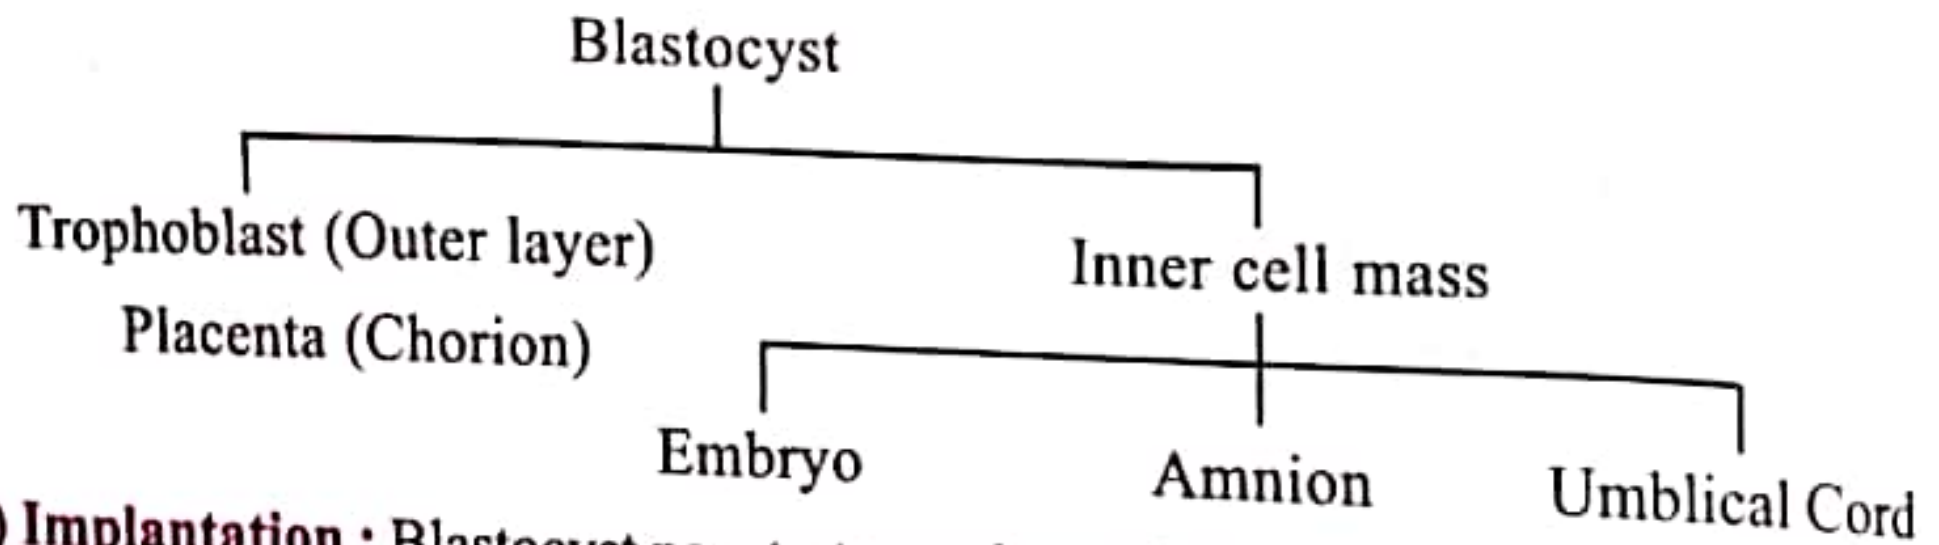 Blastocyst
Trophoblast (Outer layer)
Inner cell mass
Placenta (Chorion)
Embryo
Amnion
Umblical Cord
) Implantation : Blastocyst